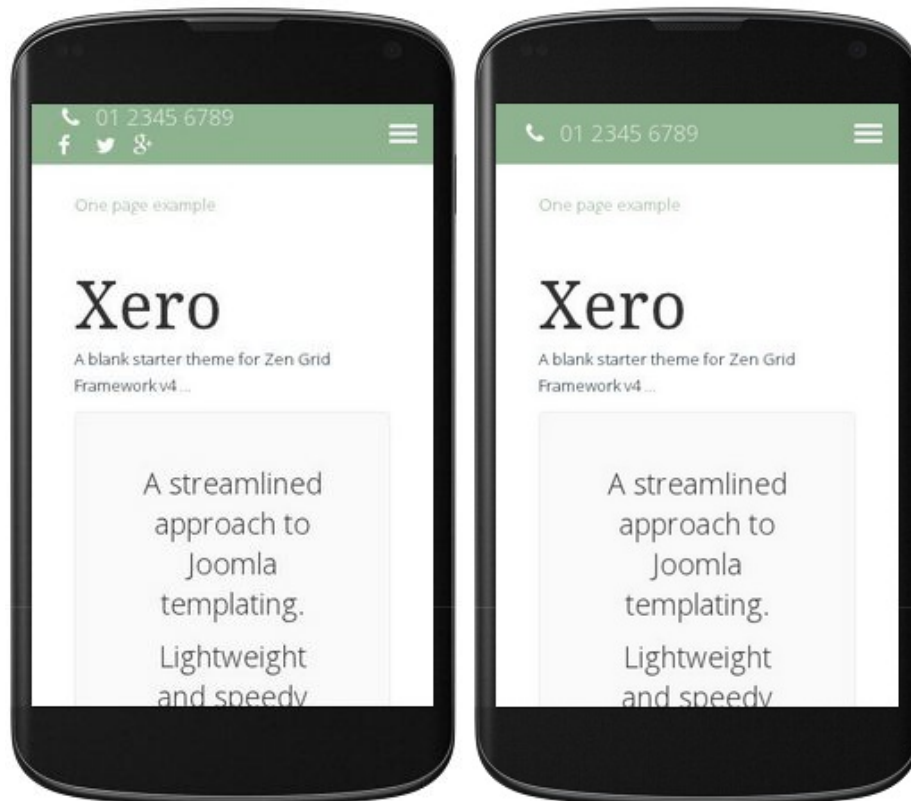 01 2345 6789
One page example
Xero
A blank starter theme for Zen Grid
Framework v4 ...
A streamlined
approach to
Joomla
templating.
Lightweight
and speedy
01 2345 6789
One page example
Xero
A blank starter theme for Zen Grid
Framework v4 ...
A streamlined
approach to
Joomla
templating.
Lightweight
and speedy